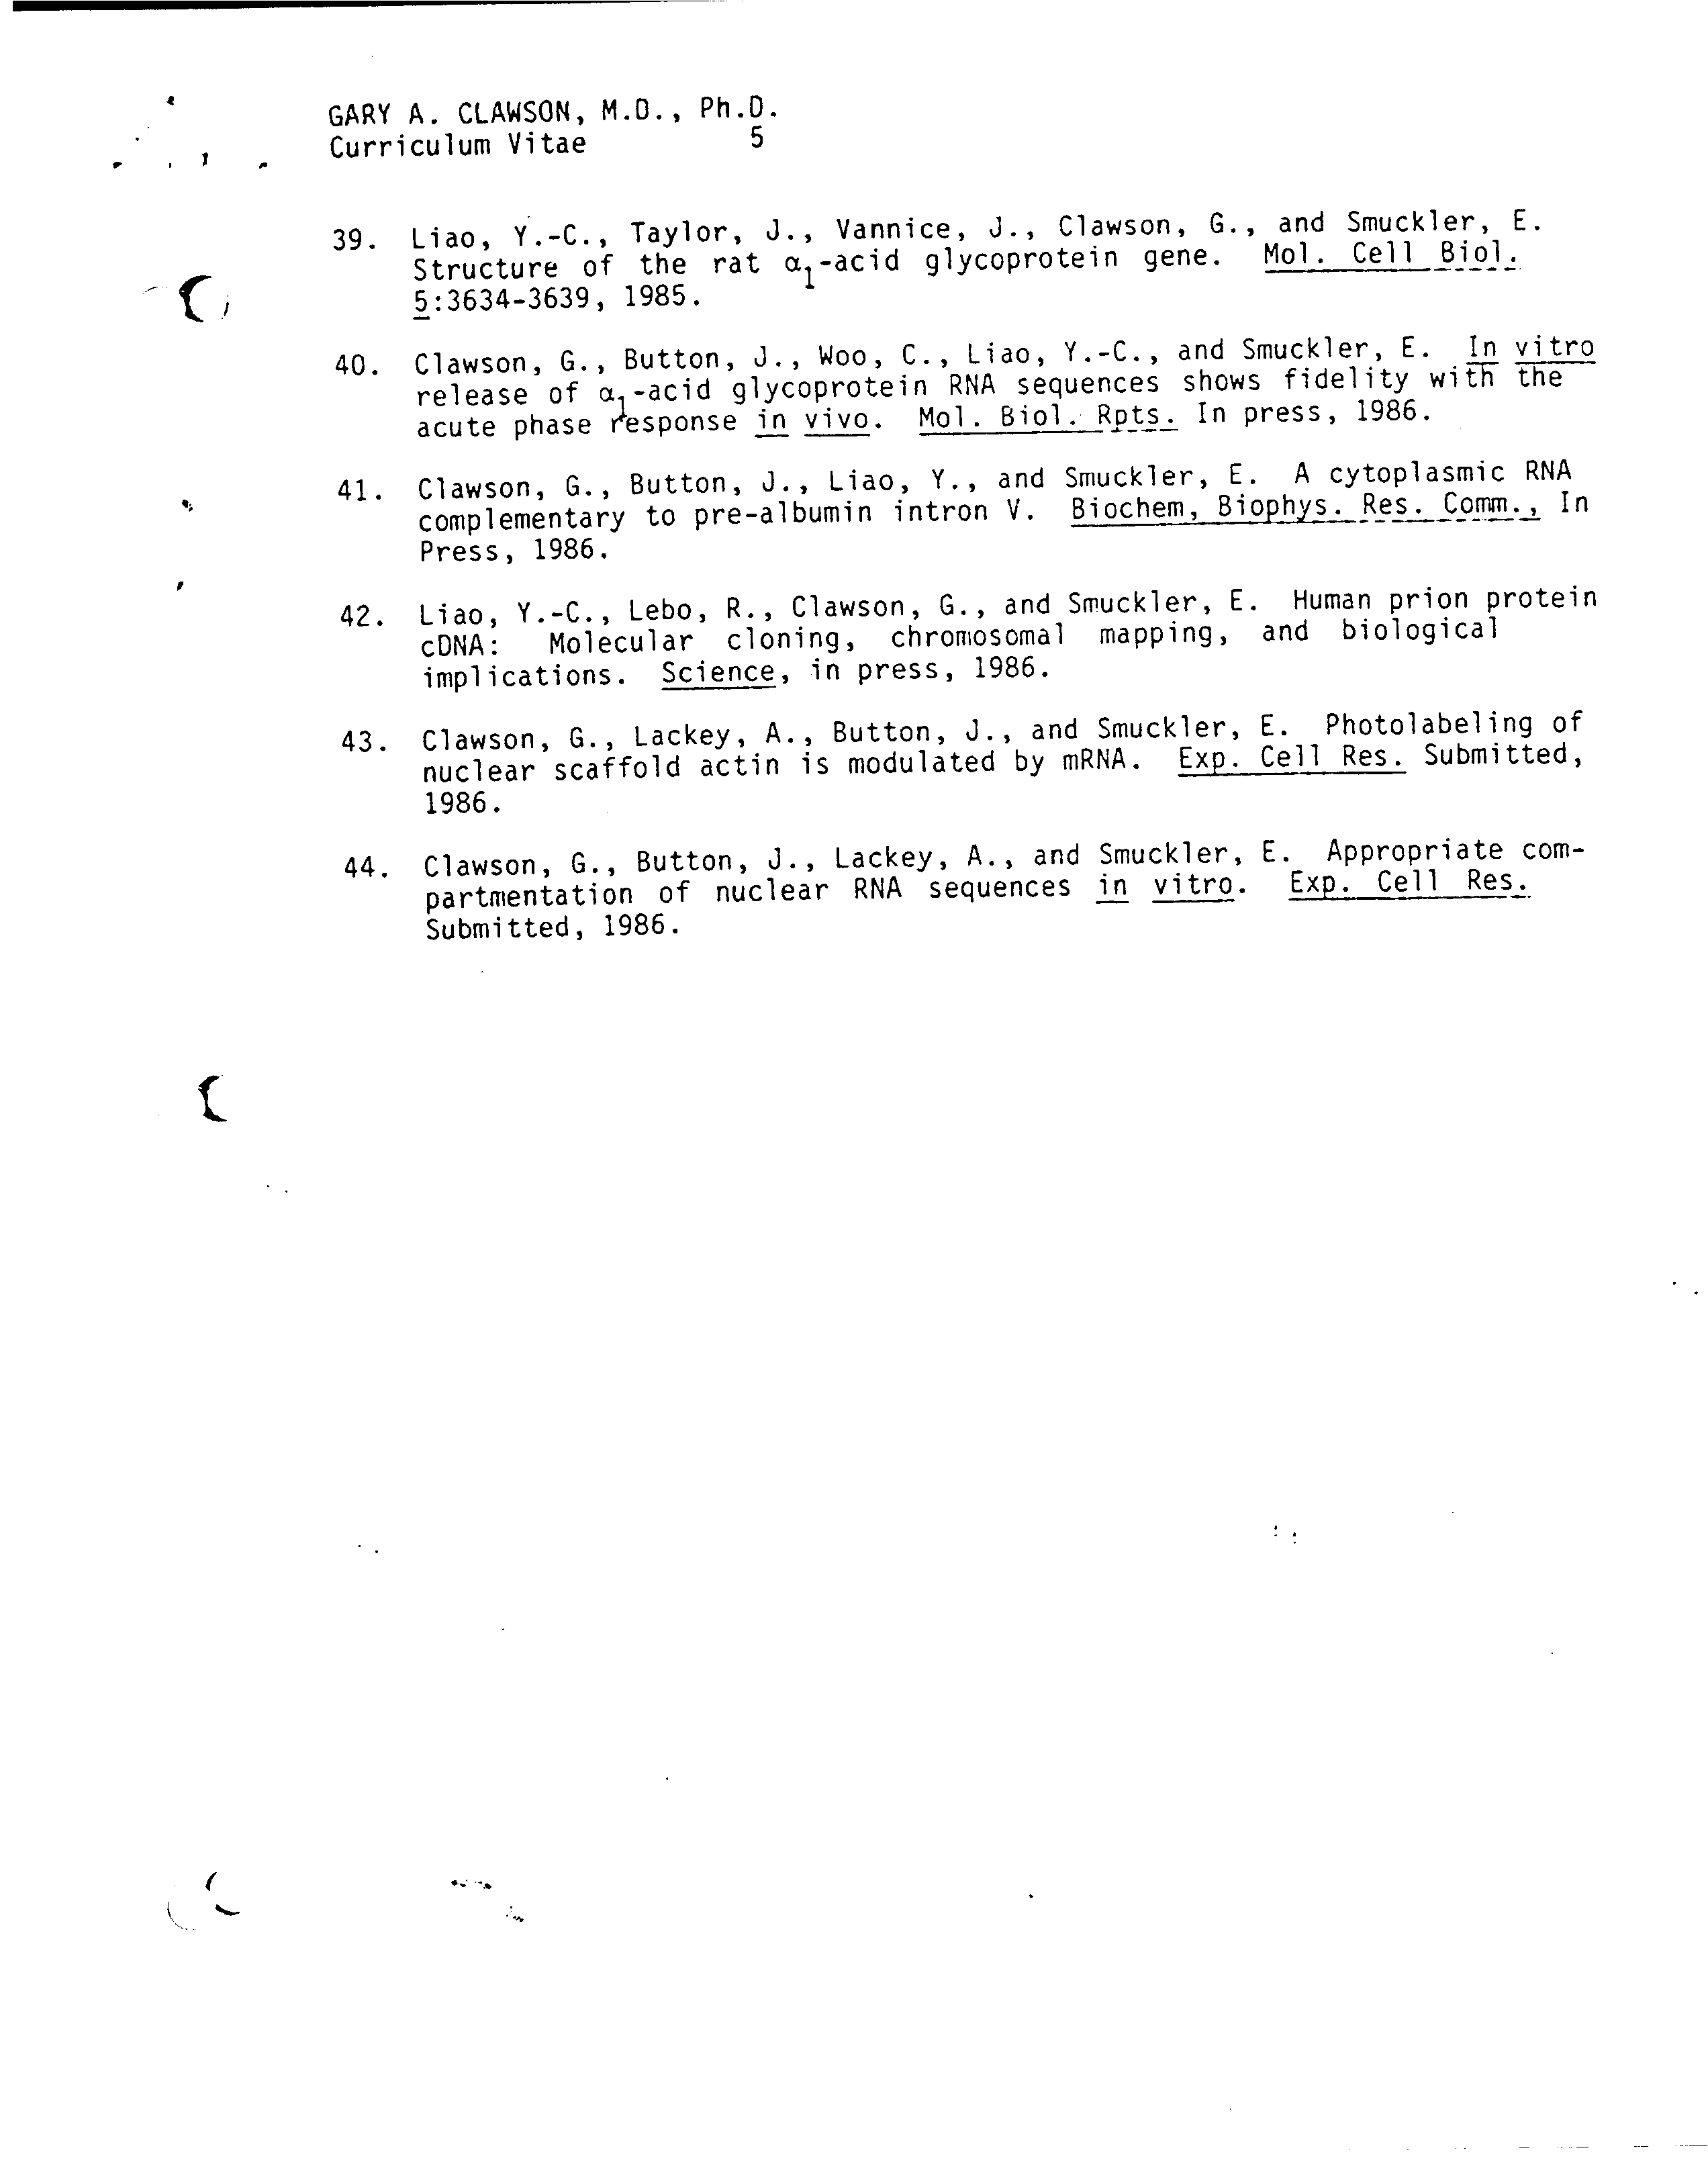 GARY A. CLAWSON, M.D., Ph.D.
Curriculum Vitae 5
39. Liao, Y.-C., Taylor, J., Vannice, J., Clawson, G., and Smuckler, E.
Structure of the rat α₁-acid glycoprotein gene. Mol. Cell Biol.
5:3634-3639, 1985.
40. Clawson, G., Button, J., Woo, C., Liao, Y.-C., and Smuckler, E. In vitro
release of α₁-acid glycoprotein RNA sequences shows fidelity with the
acute phase response in vivo. Mol. Biol. Rpts. In press, 1986.
41. Clawson, G., Button, J., Liao, Y., and Smuckler, E. A cytoplasmic RNA
complementary to pre-albumin intron V. Biochem, Biophys. Res. Comm., In
Press, 1986.
42. Liao, Y.-C., Lebo, R., Clawson, G., and Smuckler, E. Human prion protein
cDNA: Molecular cloning, chromosomal mapping, and biological
implications. Science, in press, 1986.
43. Clawson, G., Lackey, A., Button, J., and Smuckler, E. Photolabeling of
nuclear scaffold actin is modulated by mRNA. Exp. Cell Res. Submitted,
1986.
44. Clawson, G., Button, J., Lackey, A., and Smuckler, E. Appropriate com-
partmentation of nuclear RNA sequences in vitro. Exp. Cell Res.
Submitted, 1986.